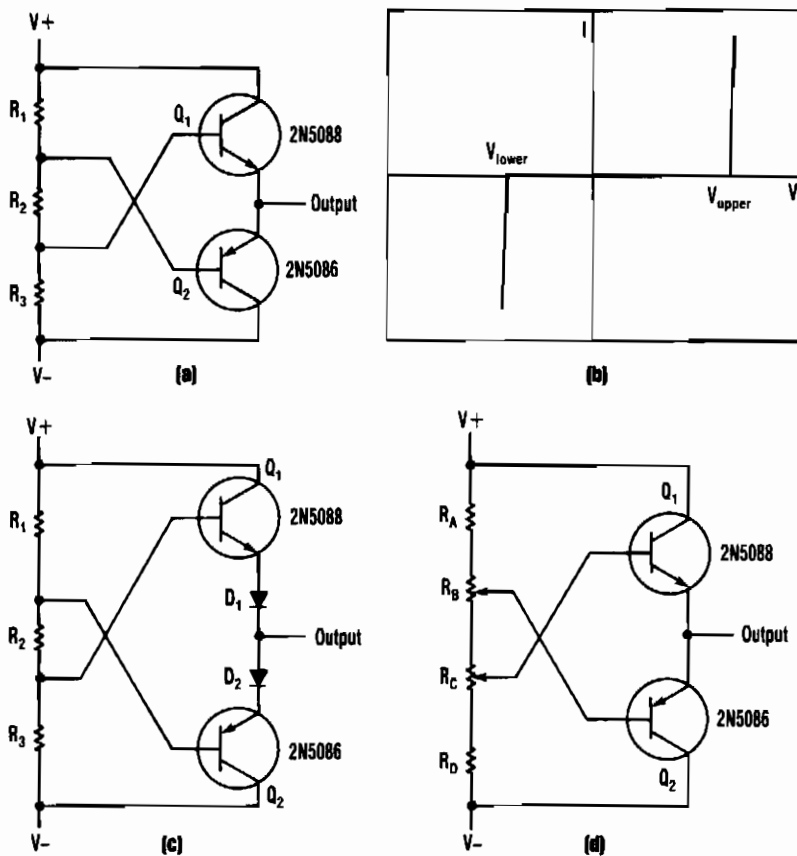 V+
R1
Q1
2N5088
R2
Output
R3
Q2
2N5086
V-
(a)
I
Vlower
Vupper
V
(b)
V+
Q1
R1
2N5088
D1
R2
Output
D2
R3
2N5086
Q2
V-
(c)
V+
Q1
RA
2N5088
RB
Output
RC
2N5086
RD
Q2
V-
(d)